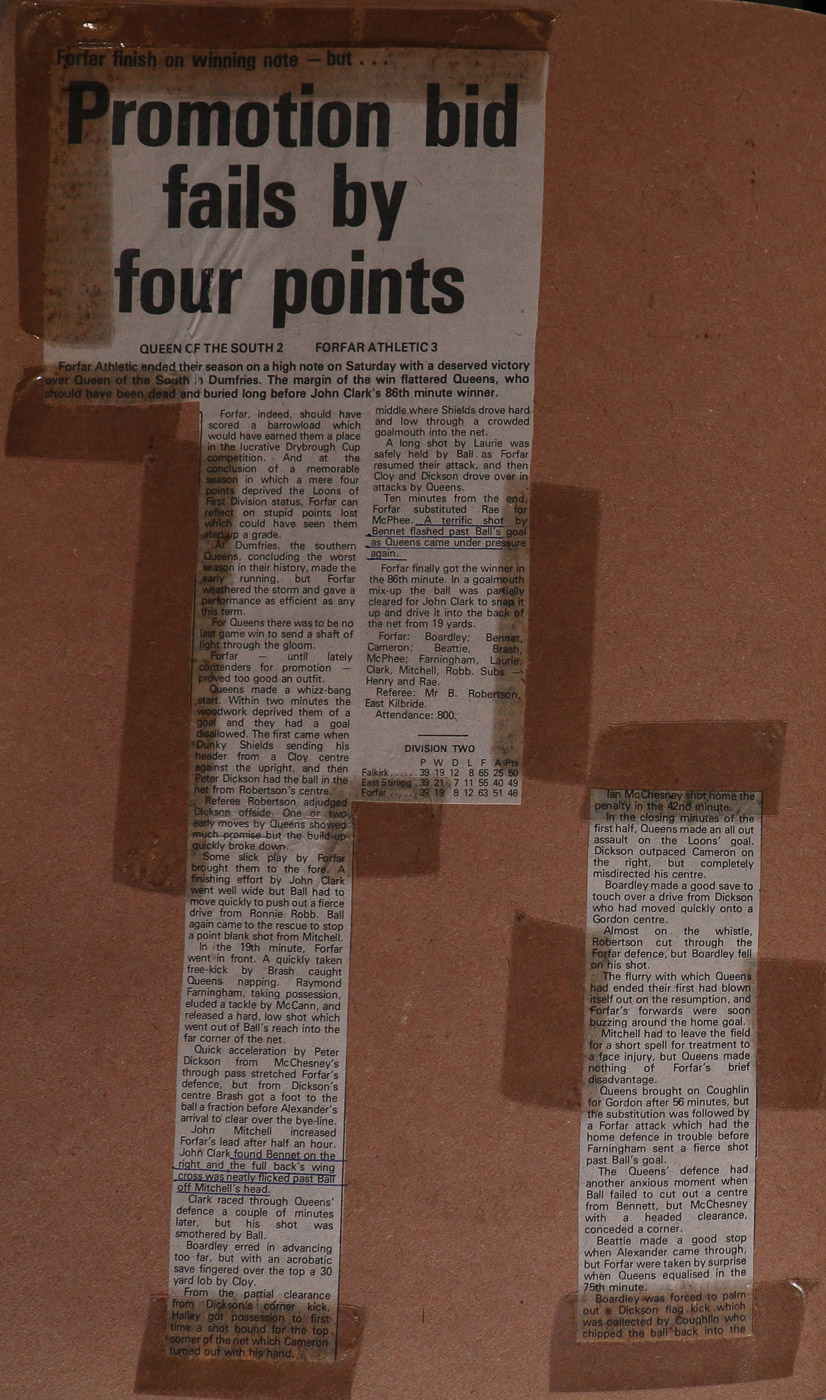 Forfar finish on winning note — but . . .
Promotion bid
fails by
four points
QUEEN OF THE SOUTH 2 FORFAR ATHLETIC 3
Forfar Athletic ended their season on a high note on Saturday with a deserved victory
over Queen of the South in Dumfries. The margin of the win flattered Queens, who
should have been dead and buried long before John Clark's 86th minute winner.
Forfar, indeed, should have
scored a barrowload which
would have earned them a place
in the lucrative Drybrough Cup
competition. And at the
conclusion of a memorable
season in which a mere four
points deprived the Loons of
First Division status, Forfar can
reflect on stupid points lost
which could have seen them
step up a grade.
At Dumfries, the southern
Queens, concluding the worst
season in their history, made the
early running, but Forfar
weathered the storm and gave a
performance as efficient as any
this term.
For Queens there was to be no
last game win to send a shaft of
light through the gloom.
Forfar — until lately
contenders for promotion —
proved too good an outfit.
Queens made a whizz-bang
start. Within two minutes the
woodwork deprived them of a
goal and they had a goal
disallowed. The first came when
Dunky Shields sending his
header from a Cloy centre
against the upright, and then
Peter Dickson had the ball in the
net from Robertson's centre.
Referee Robertson adjudged
Dickson offside. One or two
early moves by Queens showed
much promise but the build-up
quickly broke down.
Some slick play by Forfar
brought them to the fore. A
finishing effort by John Clark
went well wide but Ball had to
move quickly to push out a fierce
drive from Ronnie Robb. Ball
again came to the rescue to stop
a point blank shot from Mitchell.
In the 19th minute, Forfar
went in front. A quickly taken
free-kick by Brash caught
Queens napping. Raymond
Farningham, taking possession,
eluded a tackle by McCann, and
released a hard, low shot which
went out of Ball's reach into the
far corner of the net.
Quick acceleration by Peter
Dickson from McChesney's
through pass stretched Forfar's
defence, but from Dickson's
centre Brash got a foot to the
ball a fraction before Alexander's
arrival to clear over the bye-line.
John Mitchell increased
Forfar's lead after half an hour.
John Clark found Bennet on the
right and the full back's wing
cross was neatly flicked past Ball
off Mitchell's head.
Clark raced through Queens'
defence a couple of minutes
later, but his shot was
smothered by Ball.
Boardley erred in advancing
too far, but with an acrobatic
save fingered over the top a 30
yard lob by Cloy.
From the partial clearance
from Dickson's corner kick,
Halley got possession to first-
time a shot bound for the top
corner of the net which Cameron
turned out with his hand.
Ian McChesney shot home the
penalty in the 42nd minute.
In the closing minutes of the
first half, Queens made an all out
assault on the Loons' goal.
Dickson outpaced Cameron on
the right, but completely
misdirected his centre.
Boardley made a good save to
touch over a drive from Dickson
who had moved quickly onto a
Gordon centre.
Almost on the whistle,
Robertson cut through the
Forfar defence, but Boardley fell
on his shot.
The flurry with which Queens
had ended their first had blown
itself out on the resumption, and
Forfar's forwards were soon
buzzing around the home goal.
Mitchell had to leave the field
for a short spell for treatment to
a face injury, but Queens made
nothing of Forfar's brief
disadvantage.
Queens brought on Coughlin
for Gordon after 56 minutes, but
the substitution was followed by
a Forfar attack which had the
home defence in trouble before
Farningham sent a fierce shot
past Ball's goal.
The Queens' defence had
another anxious moment when
Ball failed to cut out a centre
from Bennett, but McChesney
with a headed clearance,
conceded a corner.
Beattie made a good stop
when Alexander came through,
but Forfar were taken by surprise
when Queens equalised in the
75th minute.
Boardley was forced to palm
out a Dickson flag kick which
was collected by Coughlin who
chipped the ball back into the
middle where Shields drove hard
and low through a crowded
goalmouth into the net.
A long shot by Laurie was
safely held by Ball as Forfar
resumed their attack, and then
Cloy and Dickson drove over in
attacks by Queens.
Ten minutes from the end,
Forfar substituted Rae for
McPhee. A terrific shot by
Bennet flashed past Ball's goal
as Queens came under pressure
again.
Forfar finally got the winner in
the 86th minute. In a goalmouth
mix-up the ball was partially
cleared for John Clark to snap it
up and drive it into the back of
the net from 19 yards.
Forfar: Boardley; Bennet,
Cameron; Beattie, Brash,
McPhee; Farningham, Laurie,
Clark, Mitchell, Robb. Subs —
Henry and Rae.
Referee: Mr B. Robertson,
East Kilbride.
Attendance: 800.
DIVISION TWO
P W D L F A Pts
Falkirk . . . . . . 39 19 12 8 65 25 50
East Stirling . 39 21 7 11 55 40 49
Forfar . . . . . 39 19 8 12 63 51 46